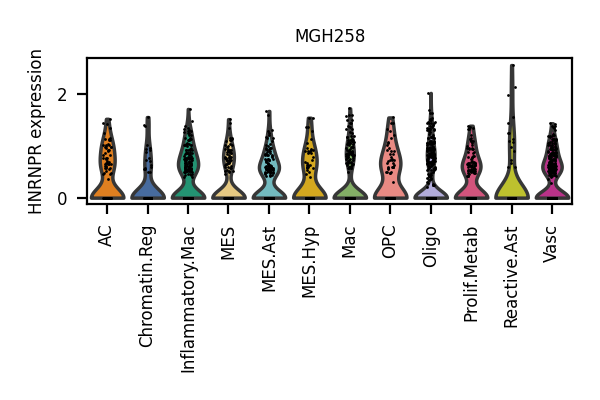 MGH258
HNRNPR expression
2
0
AC
Chromatin.Reg
Inflammatory.Mac
MES
MES.Ast
MES.Hyp
Mac
OPC
Oligo
Prolif.Metab
Reactive.Ast
Vasc